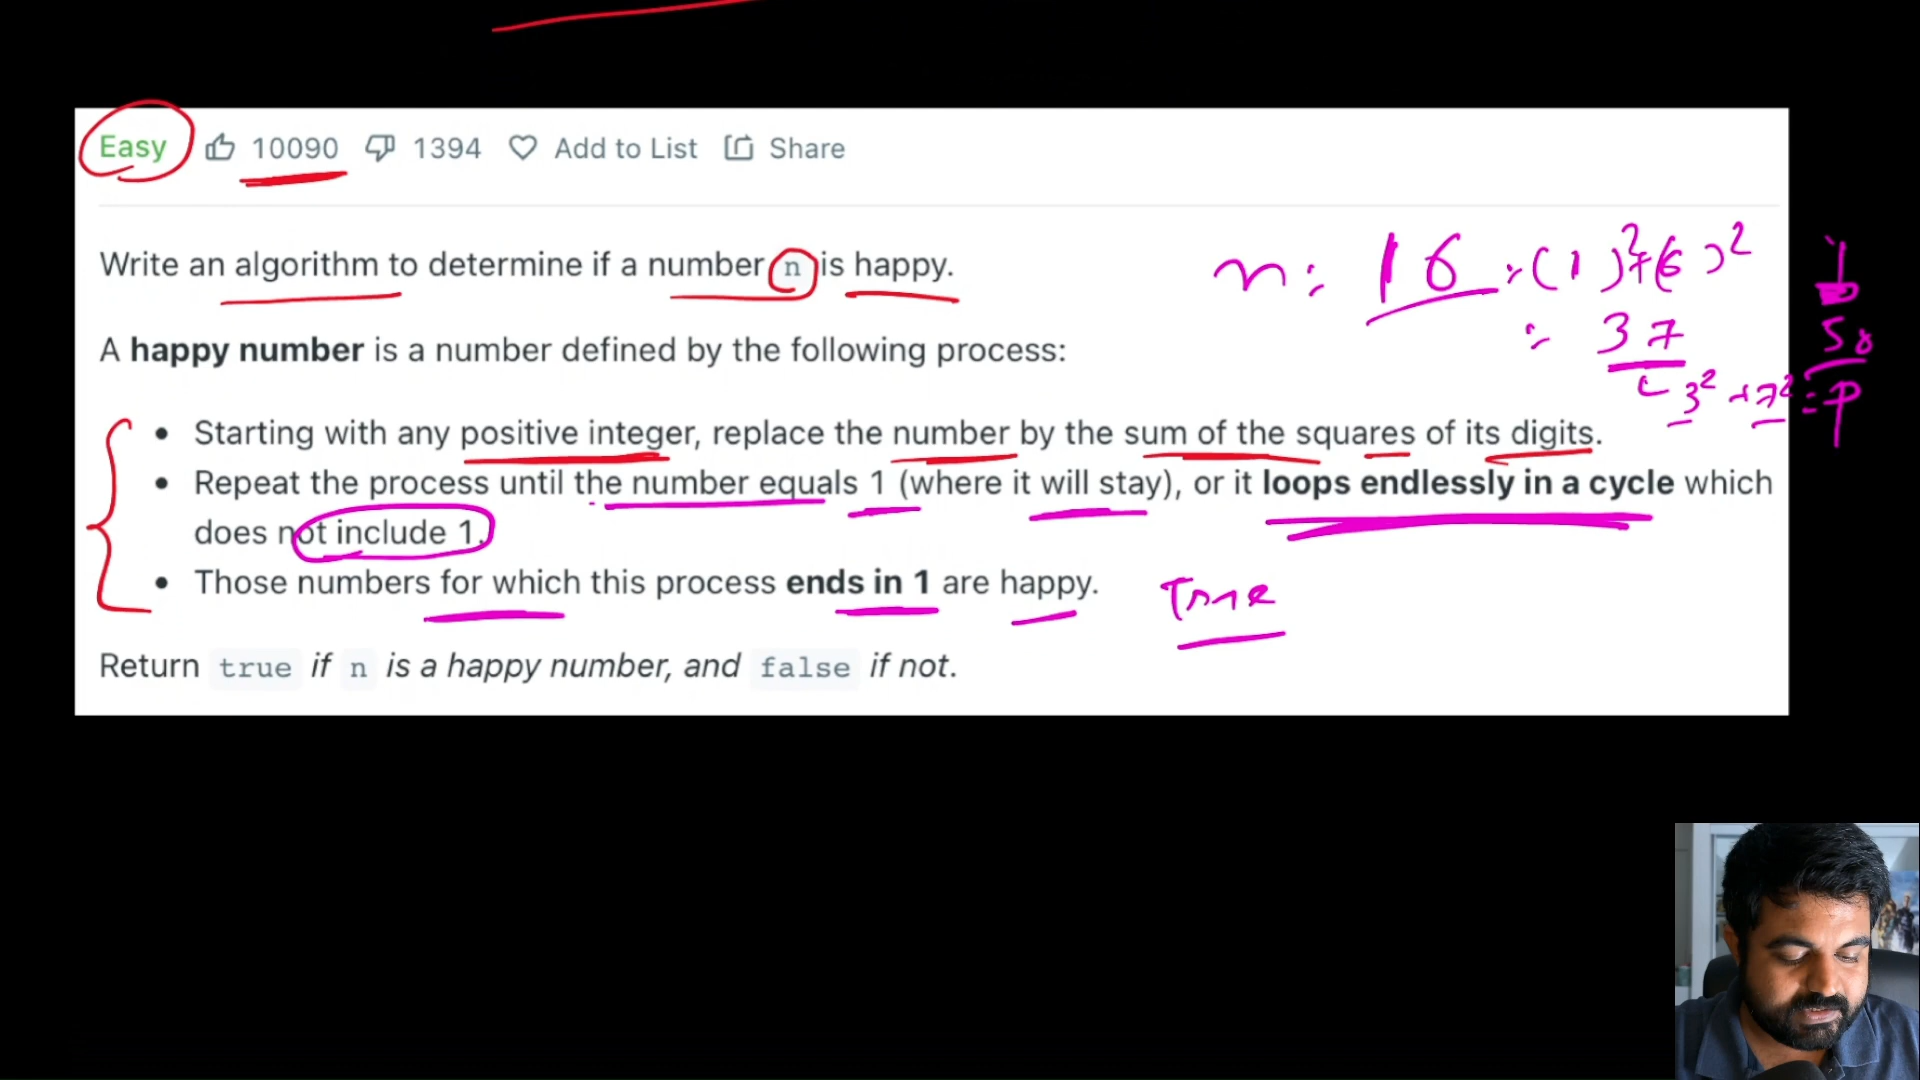 Easy 10090 1394 Add to List Share
Write an algorithm to determine if a number n is happy.
n: 16 : (1)²+(6)²
: 37
3² + 7² =
A happy number is a number defined by the following process:
• Starting with any positive integer, replace the number by the sum of the squares of its digits.
• Repeat the process until the number equals 1 (where it will stay), or it loops endlessly in a cycle which
does not include 1.
• Those numbers for which this process ends in 1 are happy.
True
Return true if n is a happy number, and false if not.